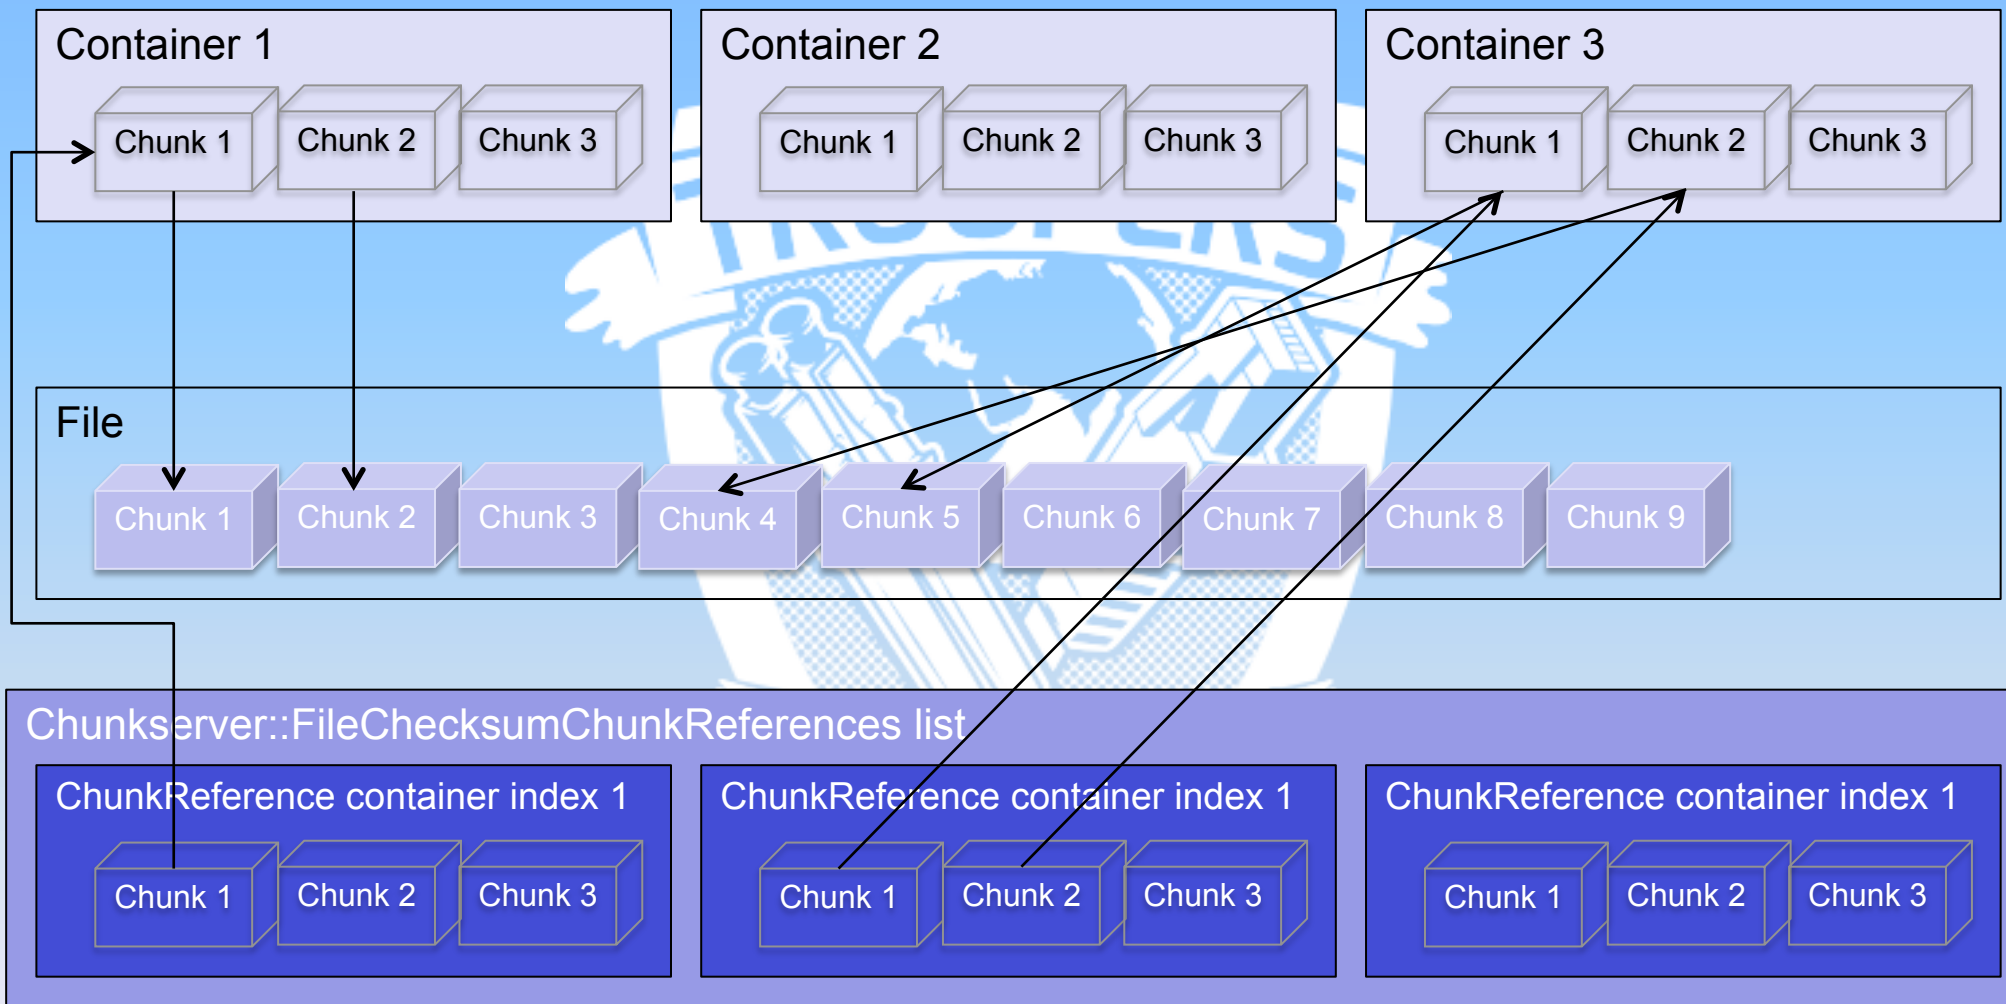 Container 1
Chunk 1 Chunk 2 Chunk 3
Container 2
Chunk 1 Chunk 2 Chunk 3
Container 3
Chunk 1 Chunk 2 Chunk 3
File
Chunk 1 Chunk 2 Chunk 3 Chunk 4 Chunk 5 Chunk 6 Chunk 7 Chunk 8 Chunk 9
Chunkserver::FileChecksumChunkReferences list
ChunkReference container index 1
Chunk 1 Chunk 2 Chunk 3
ChunkReference container index 1
Chunk 1 Chunk 2 Chunk 3
ChunkReference container index 1
Chunk 1 Chunk 2 Chunk 3